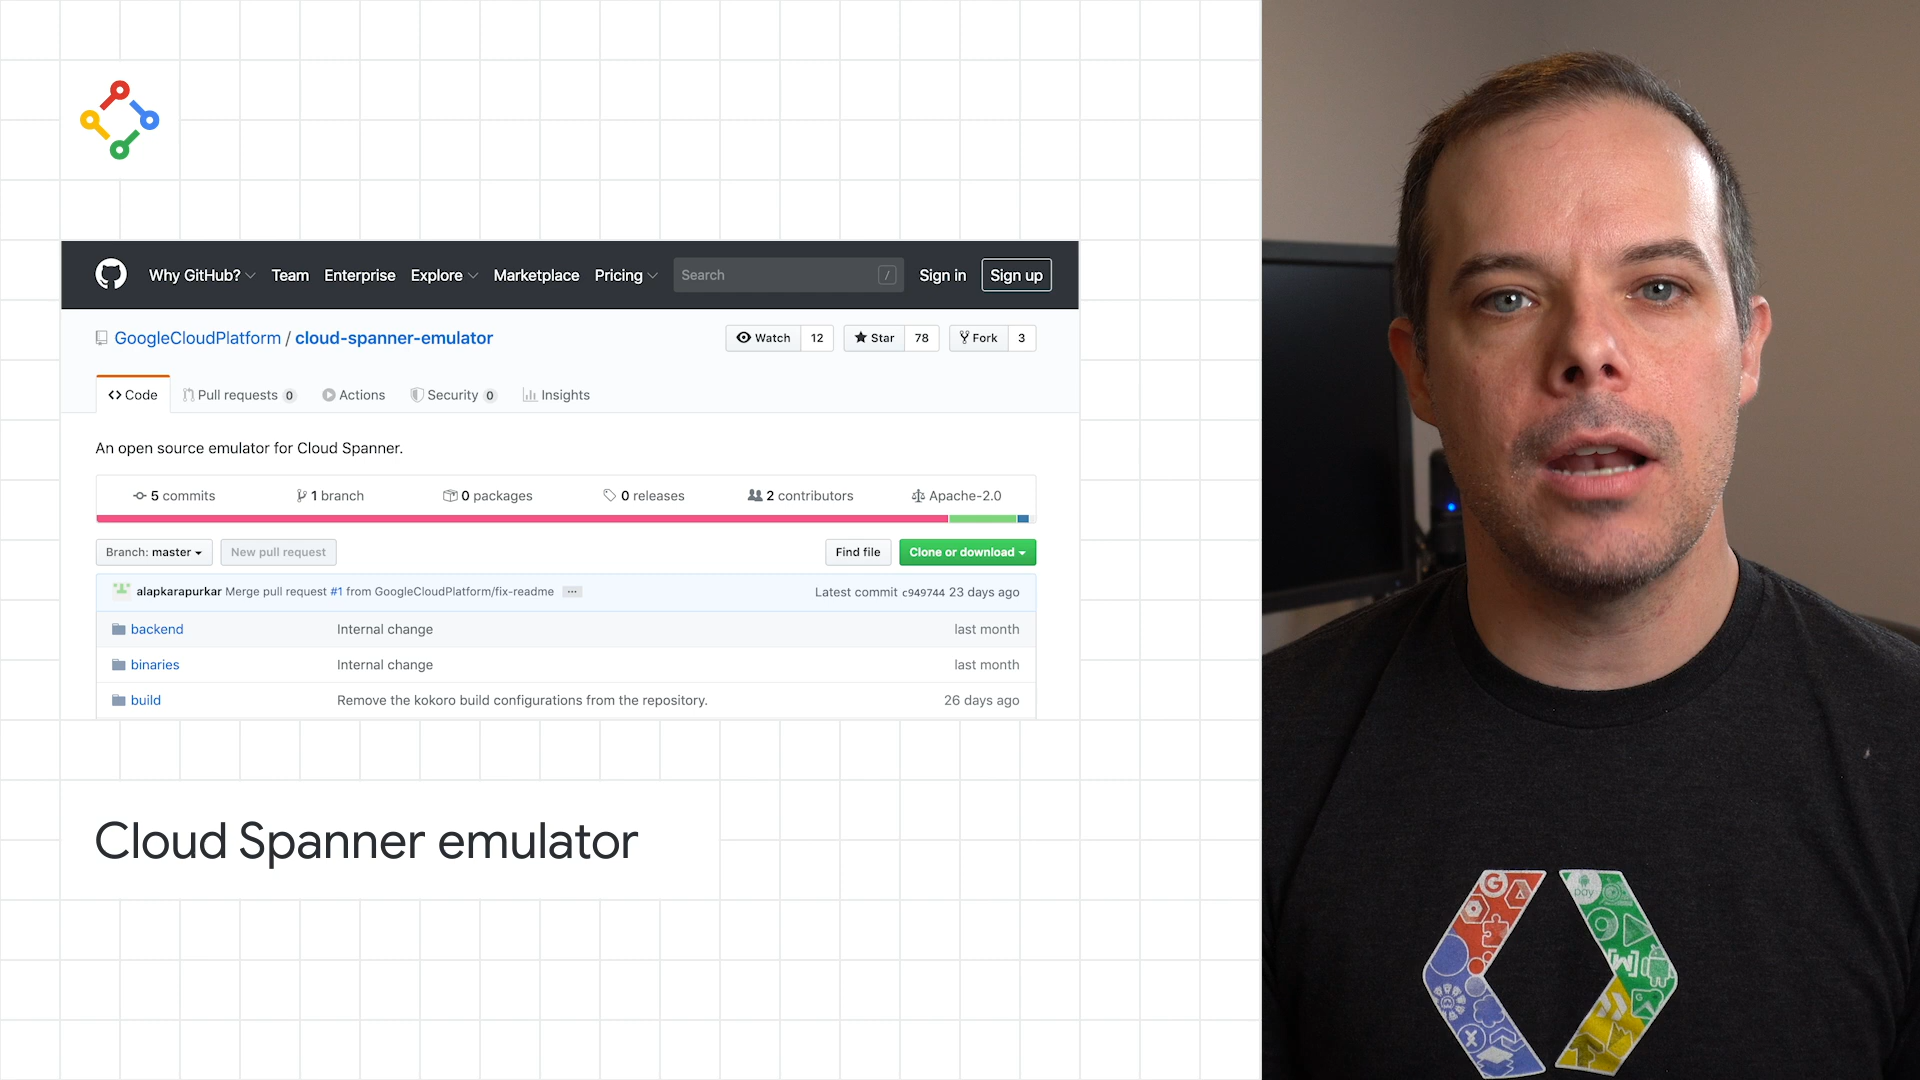 Why GitHub? Team Enterprise Explore Marketplace Pricing Search / Sign in Sign up
GoogleCloudPlatform / cloud-spanner-emulator Watch 12 Star 78 Fork 3
Code Pull requests 0 Actions Security 0 Insights
An open source emulator for Cloud Spanner.
5 commits 1 branch 0 packages 0 releases 2 contributors Apache-2.0
Branch: master New pull request Find file Clone or download
alapkarapurkar Merge pull request #1 from GoogleCloudPlatform/fix-readme ... Latest commit c949744 23 days ago
backend Internal change last month
binaries Internal change last month
build Remove the kokoro build configurations from the repository. 26 days ago
Cloud Spanner emulator